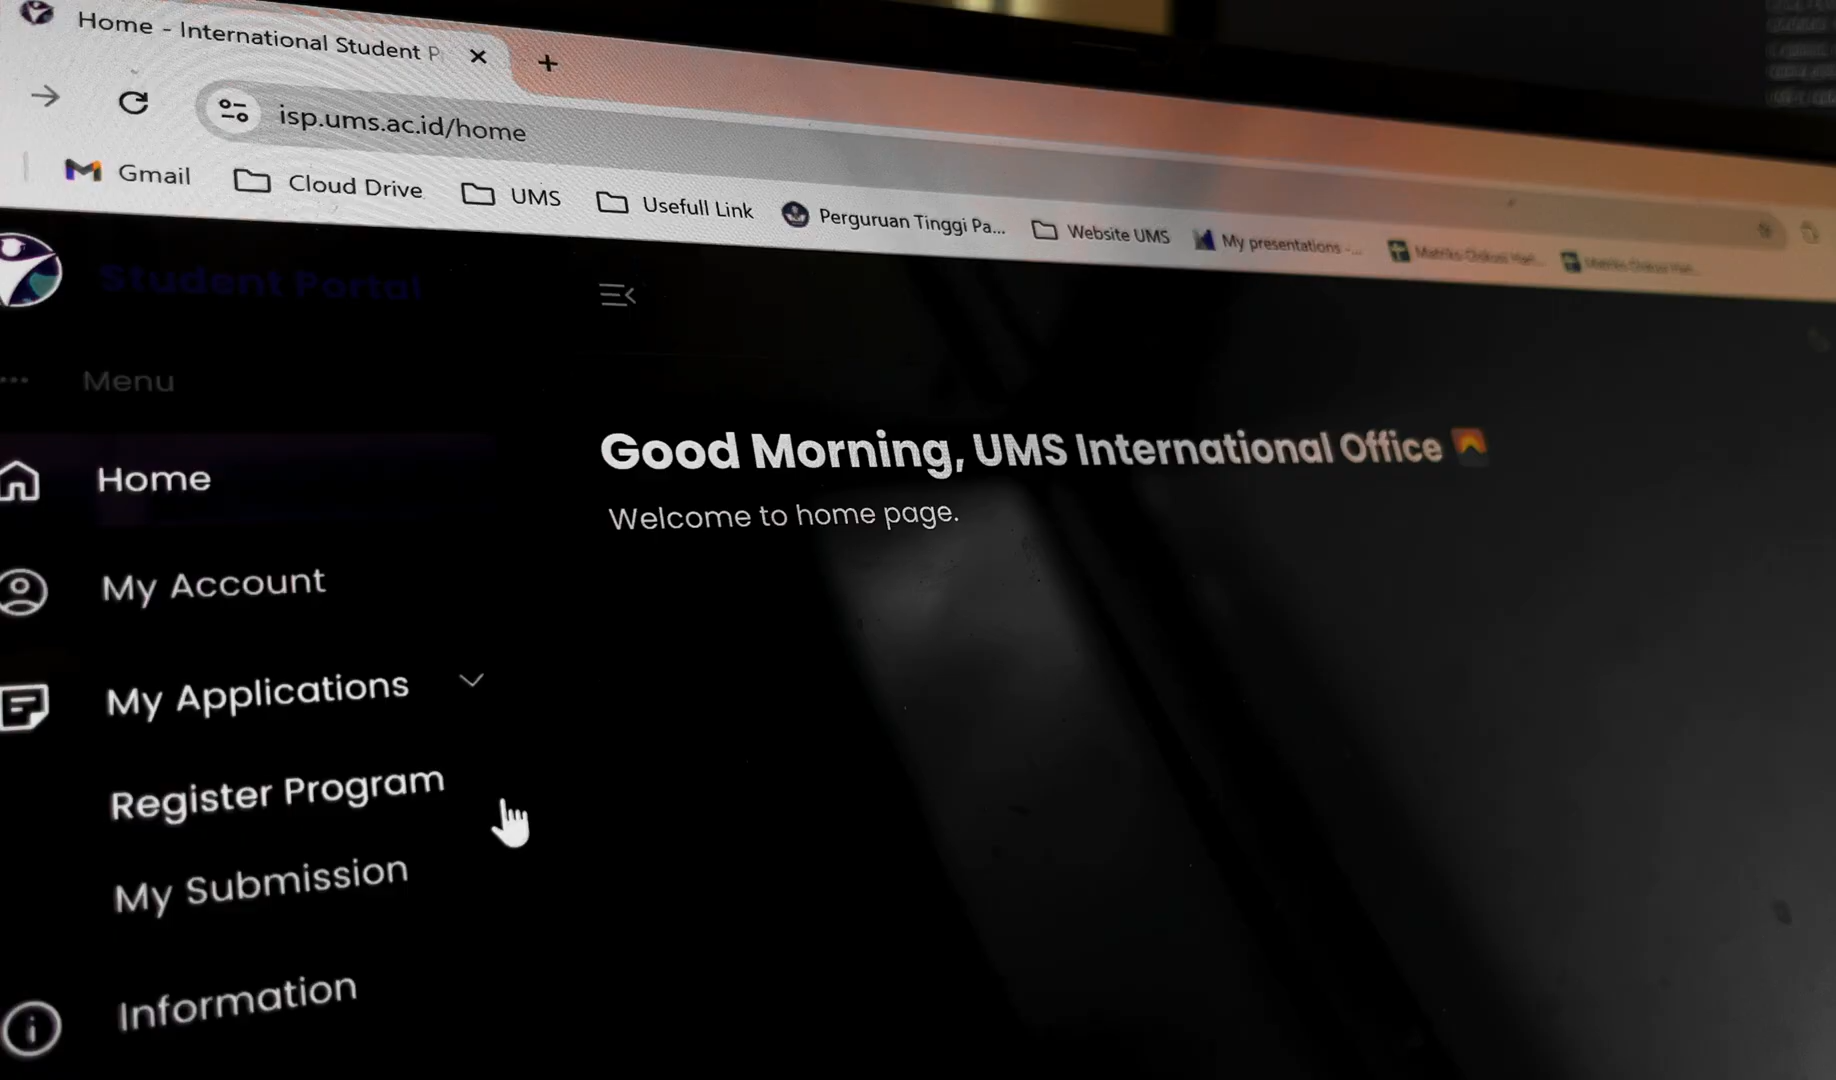 Home - International Student P
isp.ums.ac.id/home
Gmail
Cloud Drive
UMS
Usefull Link
Perguruan Tinggi Pa...
Website UMS
My presentations -...
Student Portal
Menu
Home
My Account
My Applications
Register Program
My Submission
Information
Good Morning, UMS International Office
Welcome to home page.